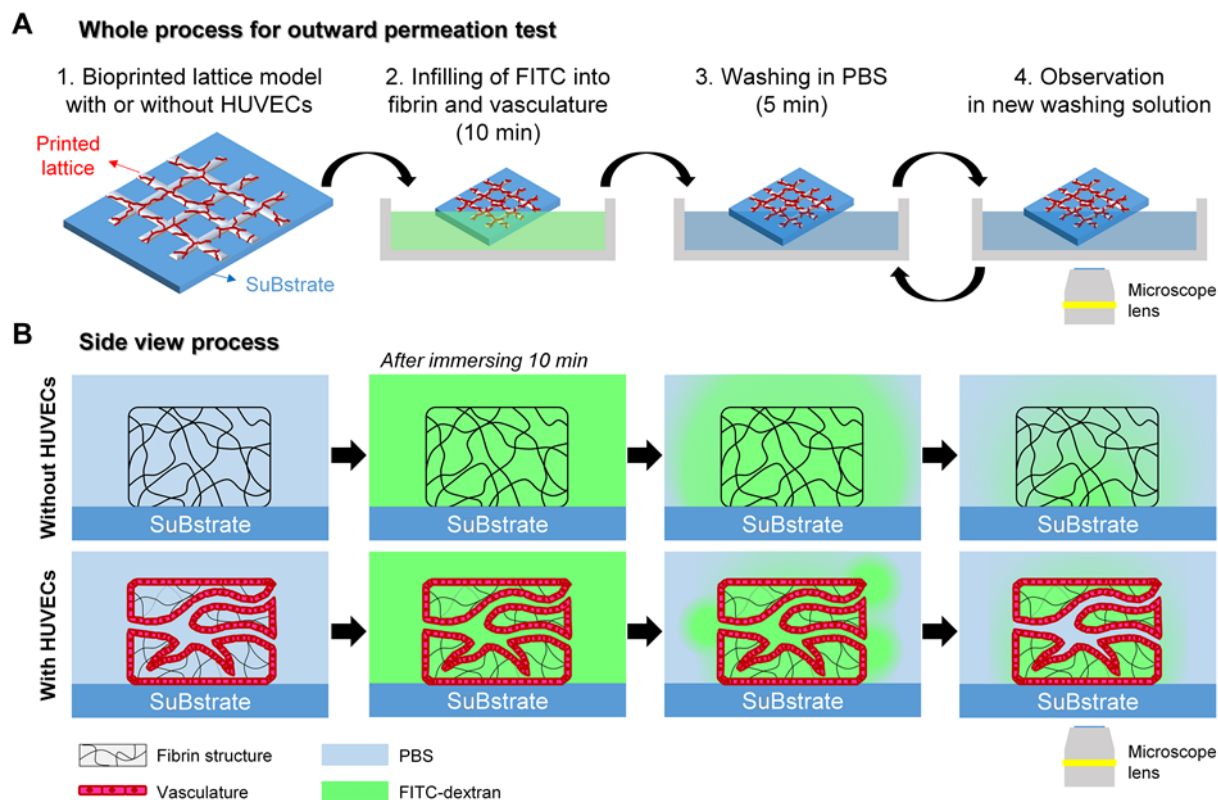 A Whole process for outward permeation test
1. Bioprinted lattice model
with or without HUVECs
2. Infilling of FITC into
fibrin and vasculature
(10 min)
3. Washing in PBS
(5 min)
4. Observation
in new washing solution
Printed
lattice
SuBstrate
Microscope
lens
B Side view process
After immersing 10 min
Without HUVECs
SuBstrate
SuBstrate
SuBstrate
SuBstrate
With HUVECs
SuBstrate
SuBstrate
SuBstrate
SuBstrate
Fibrin structure
PBS
Vasculature
FITC-dextran
Microscope
lens